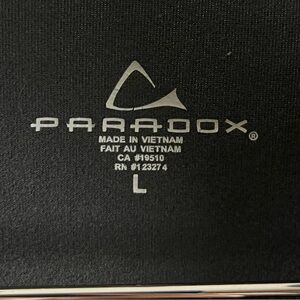 PARADOX®
MADE IN VIETNAM
FAIT AU VIETNAM
CA #19510
RN #123274
L